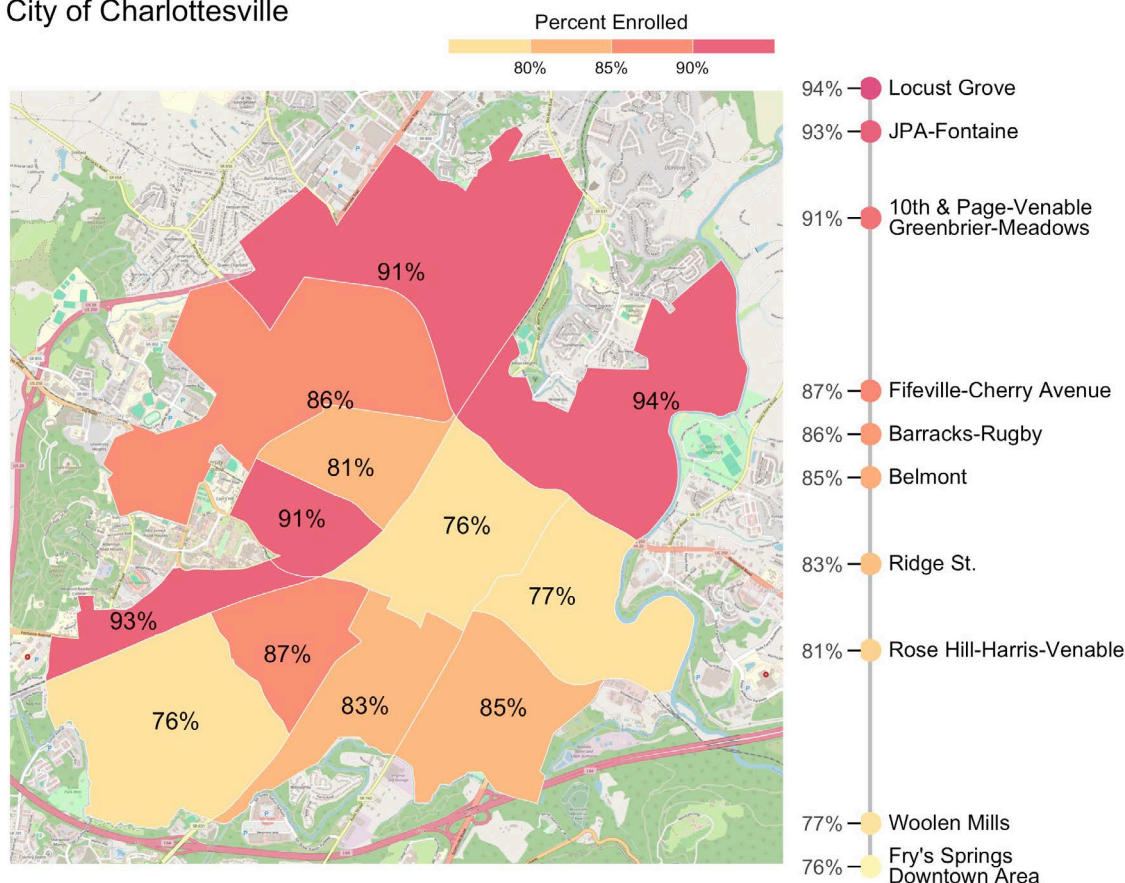 City of Charlottesville
Percent Enrolled
80% 85% 90%
91%
86%
94%
81%
91%
76%
77%
93%
87%
76%
83%
85%
94% Locust Grove
93% JPA-Fontaine
91% 10th & Page-Venable
Greenbrier-Meadows
87% Fifeville-Cherry Avenue
86% Barracks-Rugby
85% Belmont
83% Ridge St.
81% Rose Hill-Harris-Venable
77% Woolen Mills
76% Fry's Springs
Downtown Area